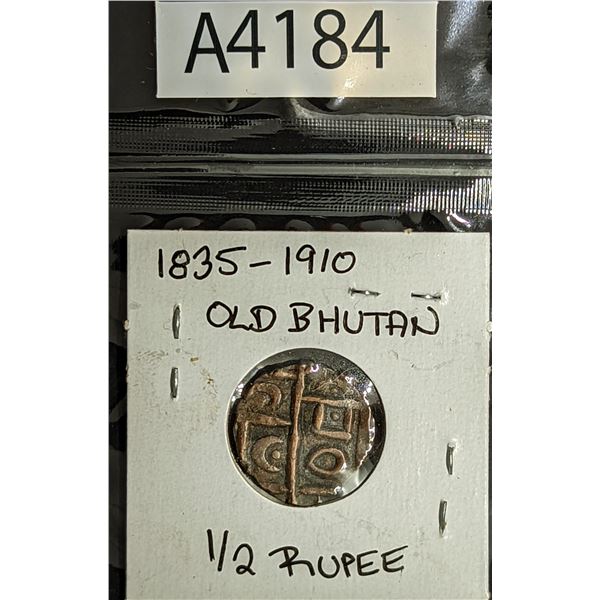 A4184
1835-1910
OLD BHUTAN
1/2 RUPEE